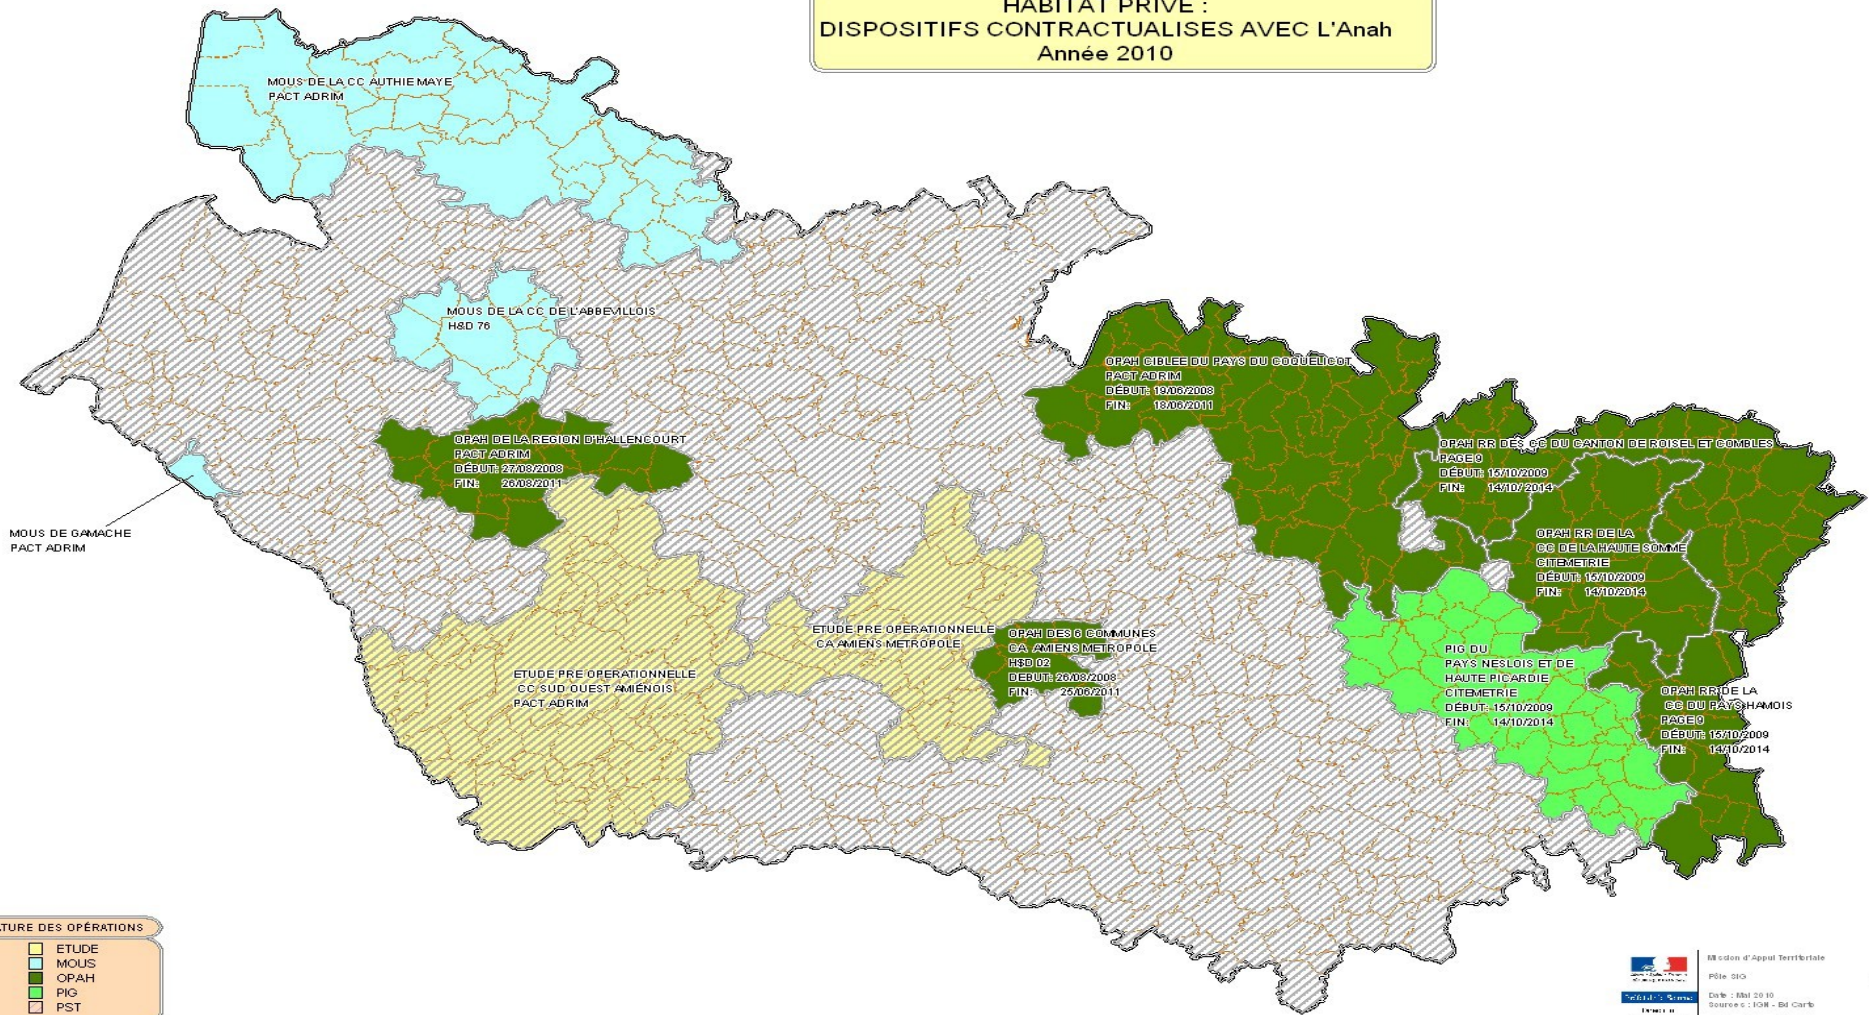 HABITAT PRIVE :
DISPOSITIFS CONTRACTUALISES AVEC L'Anah
Année 2010
MOUS DE LA CC AUTHIE MAYE
PACT ADRIM
MOUS DE LA CC DE L'ABBEVILLOIS
H&D 76
OPAH CIBLEE DU PAYS DU COQUELICOT
PACT ADRIM
DÉBUT: 19/06/2008
FIN: 18/06/2011
OPAH DE LA REGION D'HALLENCOURT
PACT ADRIM
DÉBUT: 27/08/2008
FIN: 26/08/2011
OPAH RR DES CC DU CANTON DE ROISEL ET COMBLES
PAGE 9
DÉBUT: 15/10/2009
FIN: 14/10/2014
MOUS DE GAMACHE
PACT ADRIM
OPAH RR DE LA
CC DE LA HAUTE SOMME
CITEMETRIE
DÉBUT: 15/10/2009
FIN: 14/10/2014
ETUDE PRE OPERATIONNELLE
CA AMIENS METROPOLE
OPAH DES 6 COMMUNES
CA AMIENS METROPOLE
H$D 02
DEBUT: 26/08/2008
FIN: 25/06/2011
PIG DU
PAYS NESLOIS ET DE
HAUTE PICARDIE
CITEMETRIE
DÉBUT: 15/10/2009
FIN: 14/10/2014
ETUDE PRE OPERATIONNELLE
CC SUD OUEST AMIÉNOIS
PACT ADRIM
OPAH RR DE LA
CC DU PAYS HAMOIS
PAGE 9
DÉBUT: 15/10/2009
FIN: 14/10/2014
ATURE DES OPÉRATIONS
ETUDE
MOUS
OPAH
PIG
PST
Mission d'Appui Territoriale
Pôle SIG
Date : Mai 2010
Sources : IGN - Bd Carto